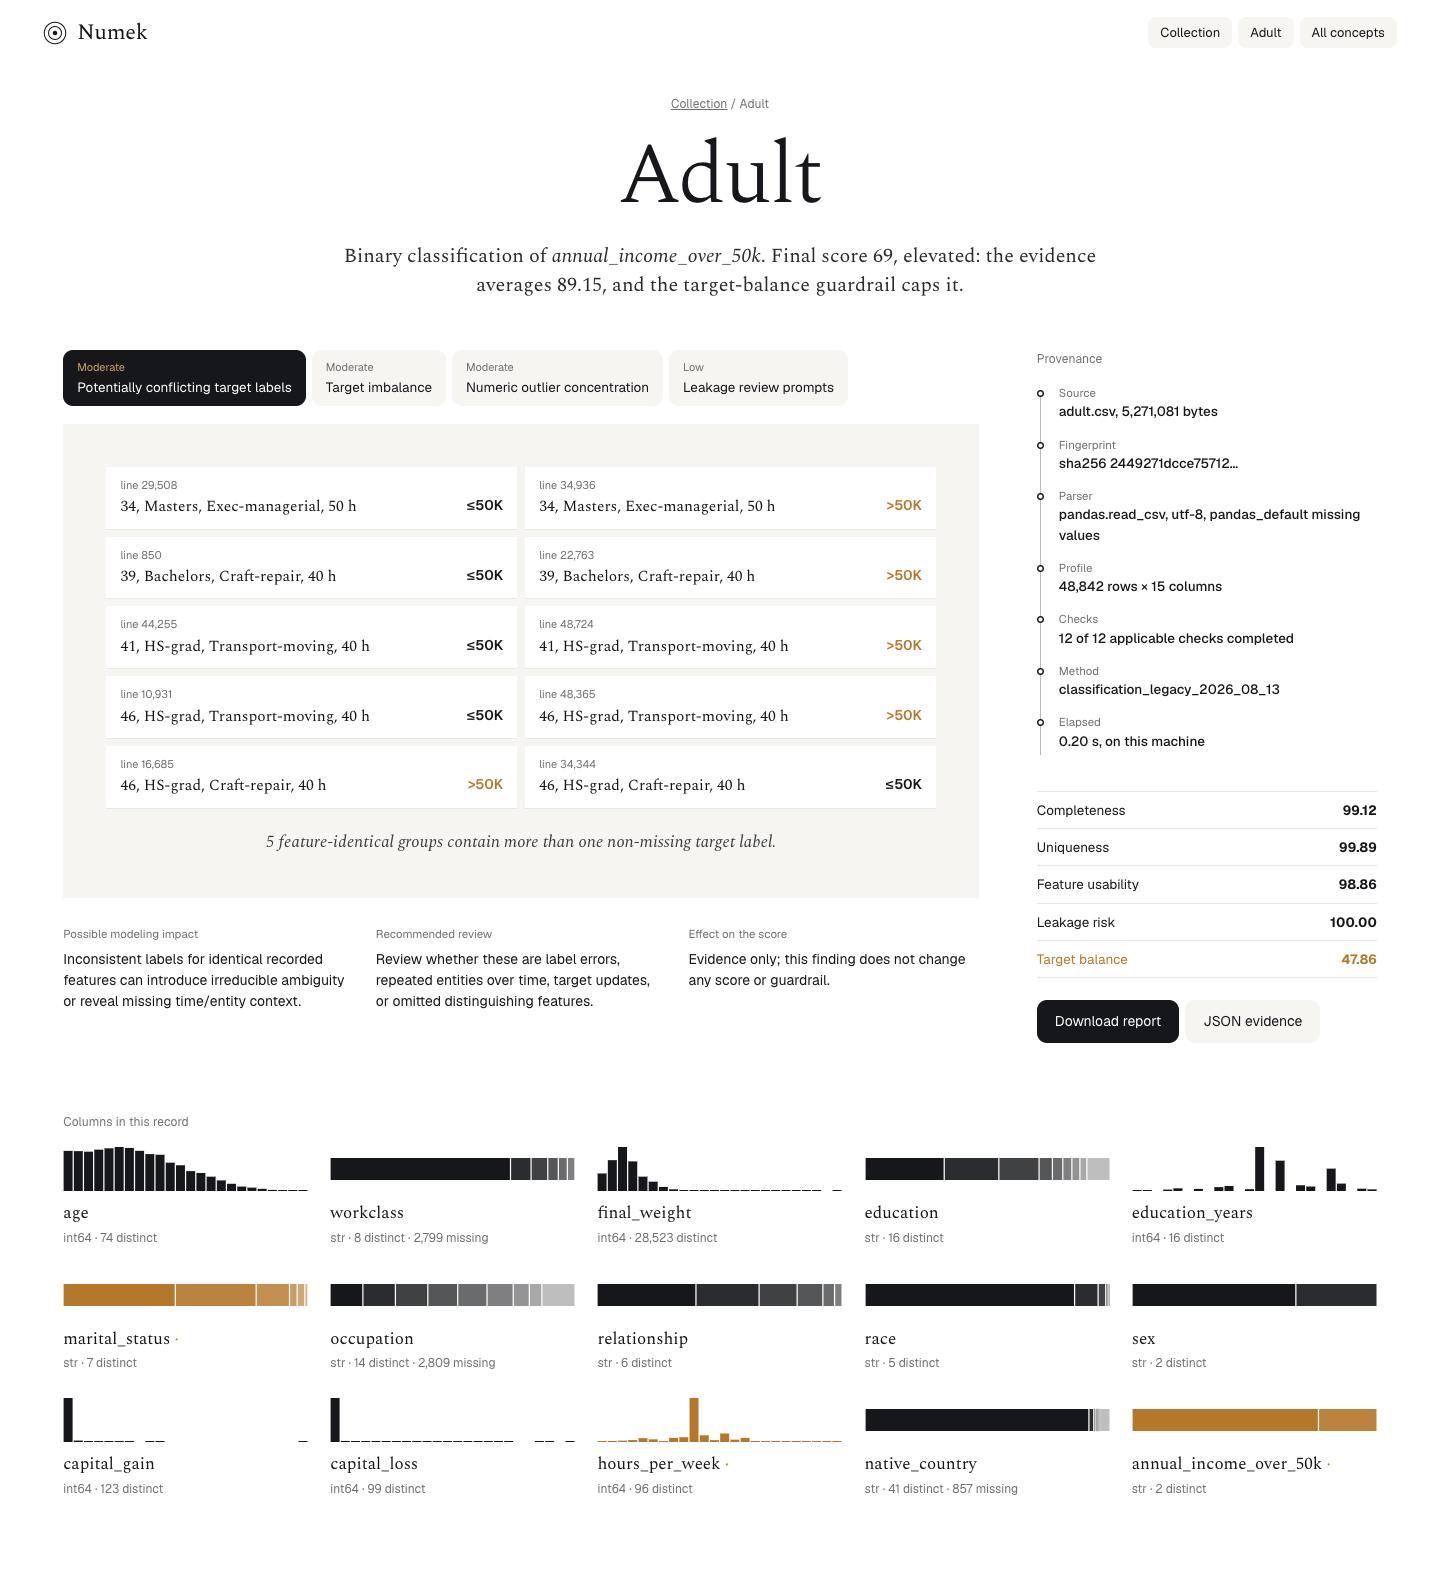 Numek
Collection
Adult
All concepts
Collection / Adult
Adult
Binary classification of annual_income_over_50k. Final score 69, elevated: the evidence
averages 89.15, and the target-balance guardrail caps it.
Moderate
Potentially conflicting target labels
Moderate
Target imbalance
Moderate
Numeric outlier concentration
Low
Leakage review prompts
line 29,508
34, Masters, Exec-managerial, 50 h ≤50K
line 34,936
34, Masters, Exec-managerial, 50 h >50K
line 850
39, Bachelors, Craft-repair, 40 h ≤50K
line 22,763
39, Bachelors, Craft-repair, 40 h >50K
line 44,255
41, HS-grad, Transport-moving, 40 h ≤50K
line 48,724
41, HS-grad, Transport-moving, 40 h >50K
line 10,931
46, HS-grad, Transport-moving, 40 h ≤50K
line 48,365
46, HS-grad, Transport-moving, 40 h >50K
line 16,685
46, HS-grad, Craft-repair, 40 h >50K
line 34,344
46, HS-grad, Craft-repair, 40 h ≤50K
5 feature-identical groups contain more than one non-missing target label.
Possible modeling impact
Inconsistent labels for identical recorded
features can introduce irreducible ambiguity
or reveal missing time/entity context.
Recommended review
Review whether these are label errors,
repeated entities over time, target updates,
or omitted distinguishing features.
Effect on the score
Evidence only; this finding does not change
any score or guardrail.
Provenance
Source
adult.csv, 5,271,081 bytes
Fingerprint
sha256 2449271dcce75712…
Parser
pandas.read_csv, utf-8, pandas_default missing
values
Profile
48,842 rows × 15 columns
Checks
12 of 12 applicable checks completed
Method
classification_legacy_2026_08_13
Elapsed
0.20 s, on this machine
Completeness 99.12
Uniqueness 99.89
Feature usability 98.86
Leakage risk 100.00
Target balance 47.86
Download report
JSON evidence
Columns in this record
age
int64 · 74 distinct
workclass
str · 8 distinct · 2,799 missing
final_weight
int64 · 28,523 distinct
education
str · 16 distinct
education_years
int64 · 16 distinct
marital_status ·
str · 7 distinct
occupation
str · 14 distinct · 2,809 missing
relationship
str · 6 distinct
race
str · 5 distinct
sex
str · 2 distinct
capital_gain
int64 · 123 distinct
capital_loss
int64 · 99 distinct
hours_per_week ·
int64 · 96 distinct
native_country
str · 41 distinct · 857 missing
annual_income_over_50k ·
str · 2 distinct